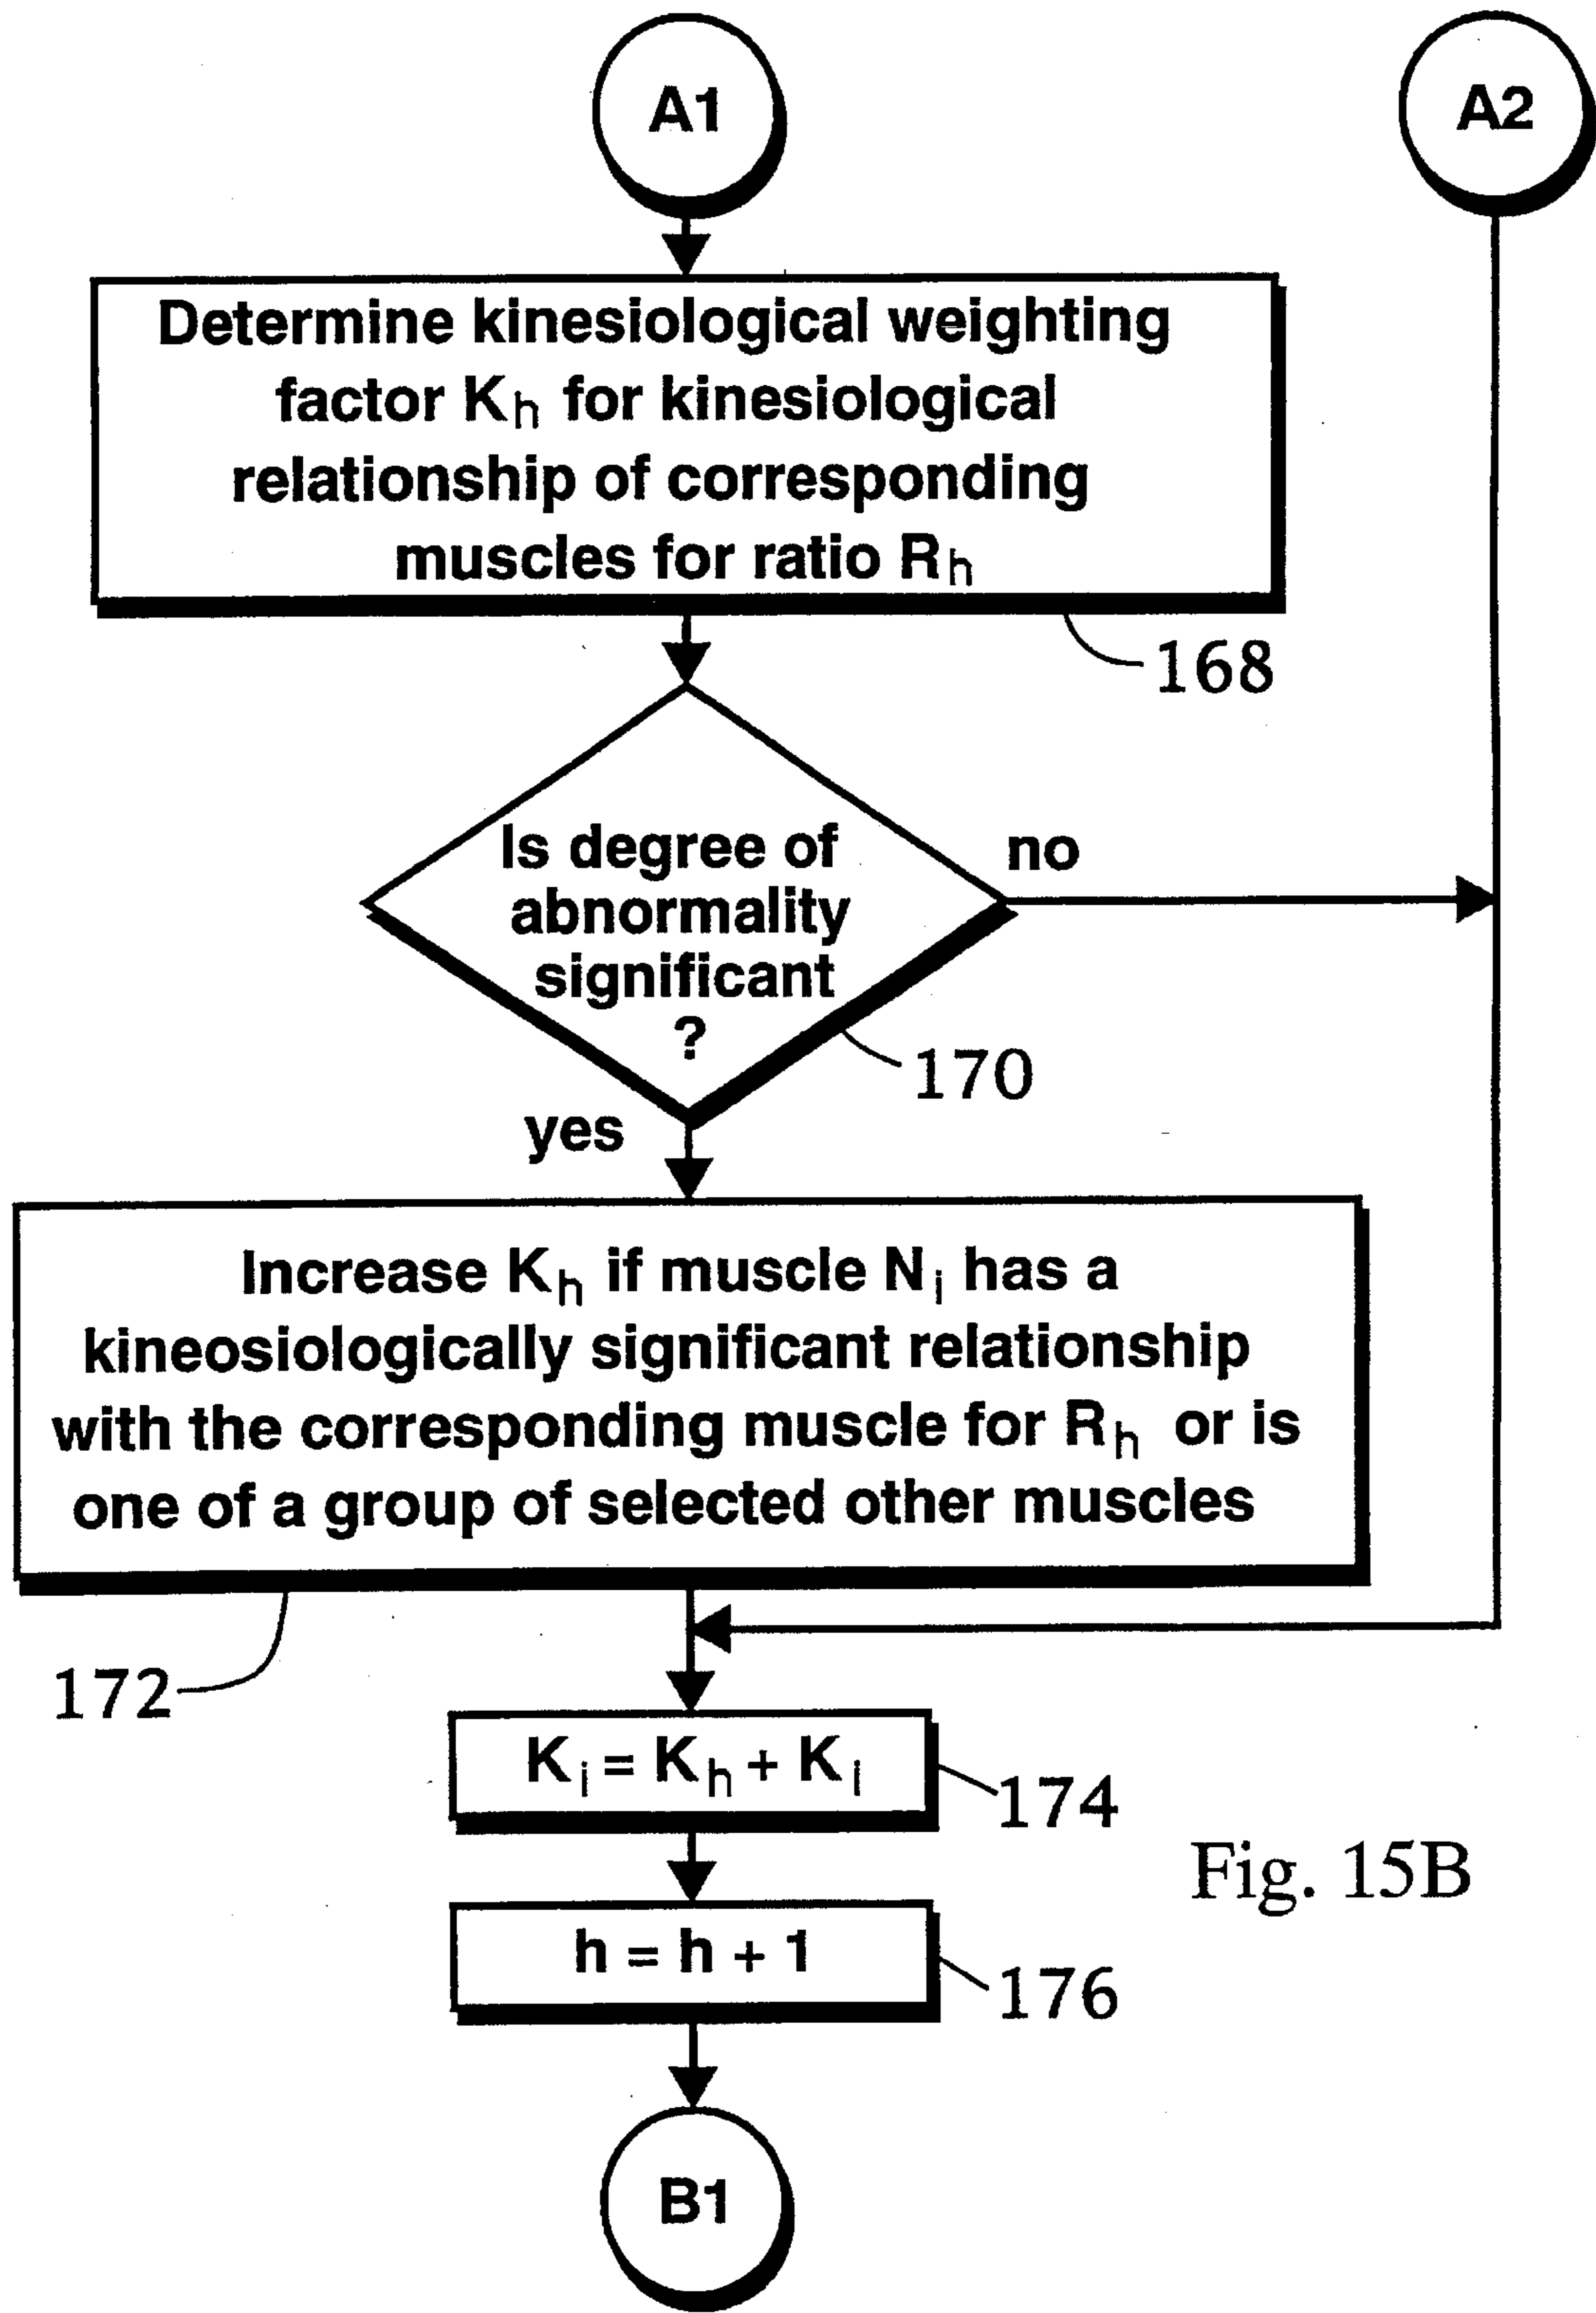 A1
A2
Determine kinesiological weighting
factor Kh for kinesiological
relationship of corresponding
muscles for ratio Rh
168
Is degree of
abnormality
significant
?
no
170
yes
Increase Kh if muscle Ni has a
kineosiologically significant relationship
with the corresponding muscle for Rh or is
one of a group of selected other muscles
172
Ki = Kh + Ki
174
Fig. 15B
h = h + 1
176
B1